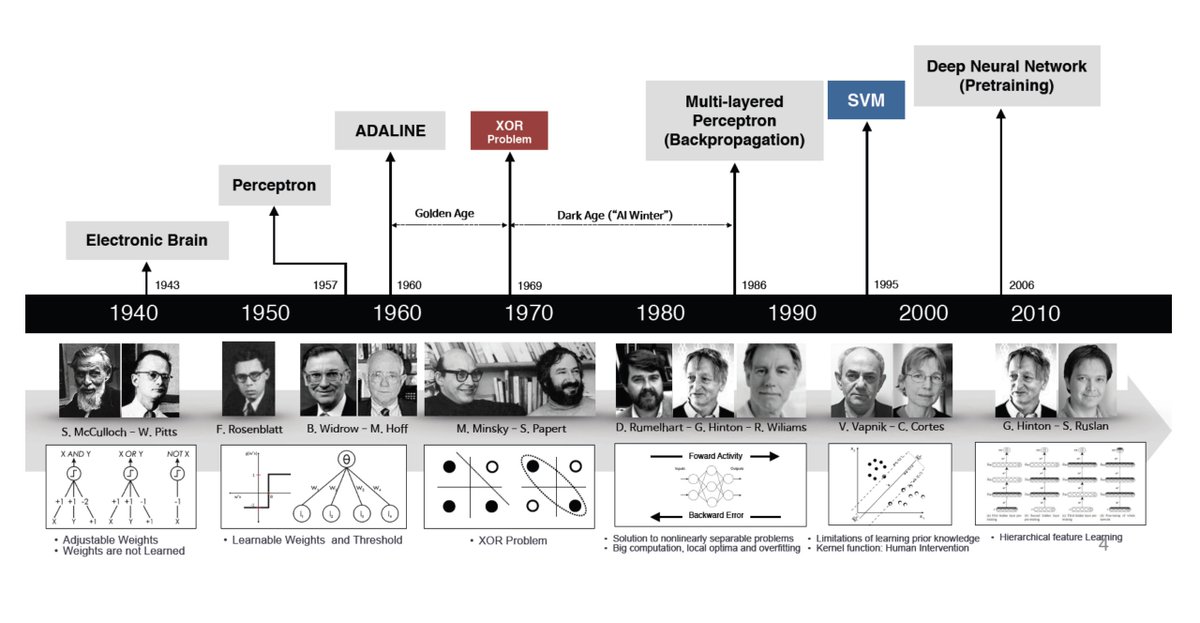 Deep Neural Network
(Pretraining)
Multi-layered
Perceptron
(Backpropagation)
SVM
ADALINE
XOR
Problem
Perceptron
Golden Age
Dark Age ("AI Winter")
Electronic Brain
1943
1957
1960
1969
1986
1995
2006
1940
1950
1960
1970
1980
1990
2000
2010
S. McCulloch – W. Pitts
F. Rosenblatt
B. Widrow – M. Hoff
M. Minsky – S. Papert
D. Rumelhart – G. Hinton – R. Wiliams
V. Vapnik – C. Cortes
G. Hinton – S. Ruslan
X AND Y
X OR Y
NOT X
+1 +1 -2
+1 +1 -1
-1
X Y +1
X Y +1
X
θ
Foward Activity
Inputs
Outputs
Backward Error
• Adjustable Weights
• Weights are not Learned
• Learnable Weights and Threshold
• XOR Problem
• Solution to nonlinearly separable problems
• Big computation, local optima and overfitting
• Limitations of learning prior knowledge
• Kernel function: Human Intervention
• Hierarchical feature Learning
4